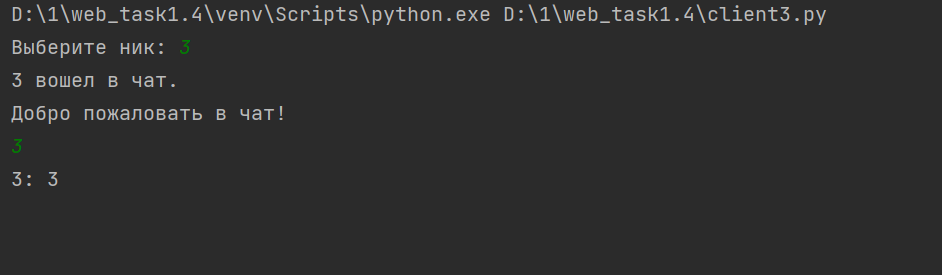 D:\1\web_task1.4\venv\Scripts\python.exe D:\1\web_task1.4\client3.py
Выберите ник: 3
3 вошел в чат.
Добро пожаловать в чат!
3
3: 3